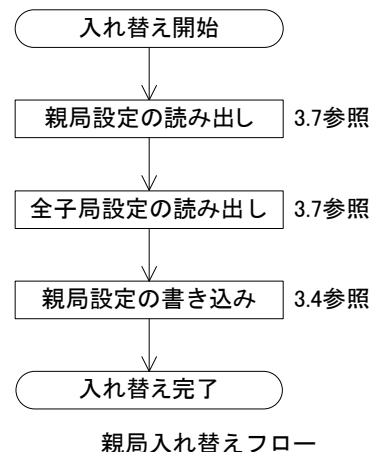 入れ替え開始
親局設定の読み出し 3.7参照
全子局設定の読み出し 3.7参照
親局設定の書き込み 3.4参照
入れ替え完了
親局入れ替えフロー